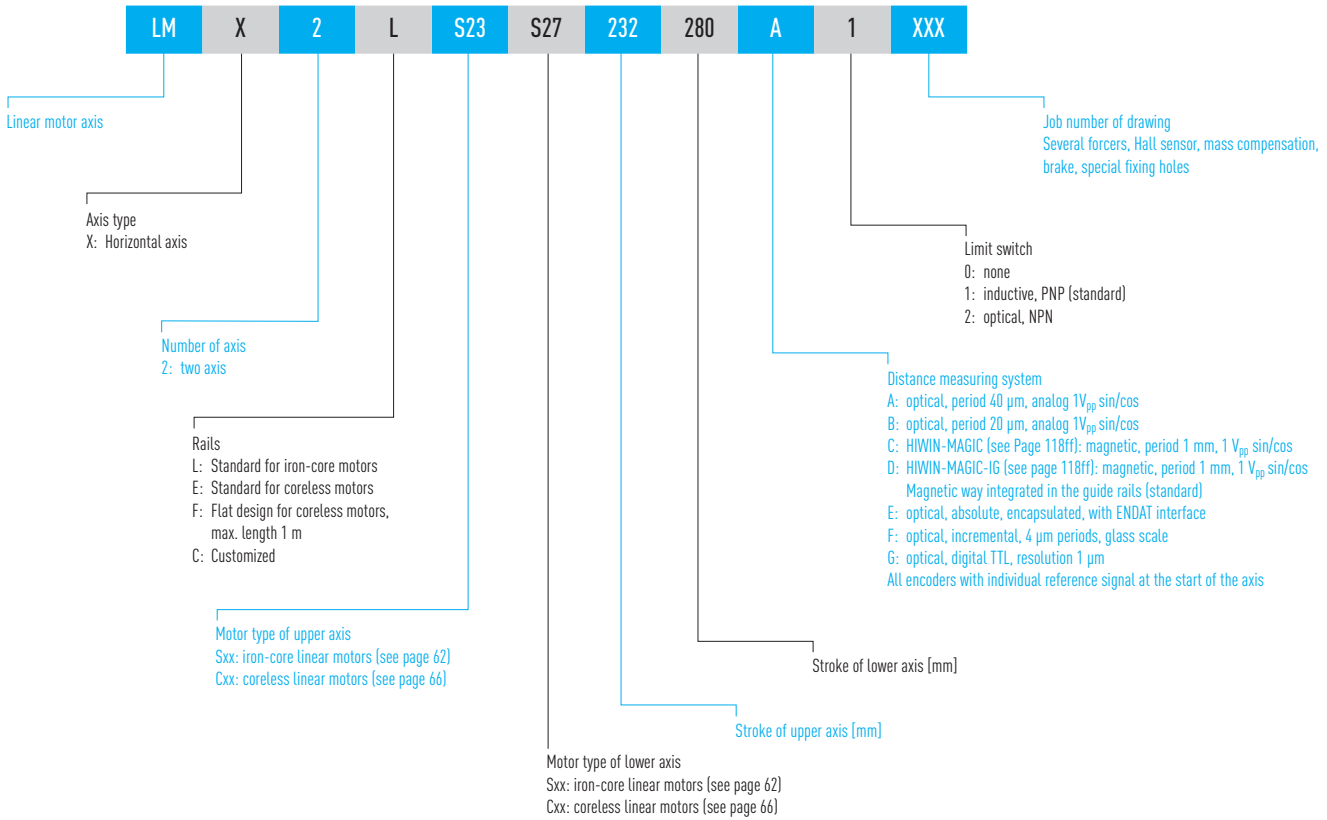 LM X 2 L S23 S27 232 280 A 1 XXX
Linear motor axis
Job number of drawing
Several forcers, Hall sensor, mass compensation,
brake, special fixing holes
Axis type
X: Horizontal axis
Limit switch
0: none
1: inductive, PNP (standard)
2: optical, NPN
Number of axis
2: two axis
Distance measuring system
A: optical, period 40 µm, analog 1Vpp sin/cos
B: optical, period 20 µm, analog 1Vpp sin/cos
C: HIWIN-MAGIC (see Page 118ff): magnetic, period 1 mm, 1 Vpp sin/cos
D: HIWIN-MAGIC-IG (see page 118ff): magnetic, period 1 mm, 1 Vpp sin/cos
Magnetic way integrated in the guide rails (standard)
E: optical, absolute, encapsulated, with ENDAT interface
F: optical, incremental, 4 µm periods, glass scale
G: optical, digital TTL, resolution 1 µm
All encoders with individual reference signal at the start of the axis
Rails
L: Standard for iron-core motors
E: Standard for coreless motors
F: Flat design for coreless motors,
max. length 1 m
C: Customized
Motor type of upper axis
Sxx: iron-core linear motors (see page 62)
Cxx: coreless linear motors (see page 66)
Stroke of lower axis [mm]
Stroke of upper axis [mm]
Motor type of lower axis
Sxx: iron-core linear motors (see page 62)
Cxx: coreless linear motors (see page 66)